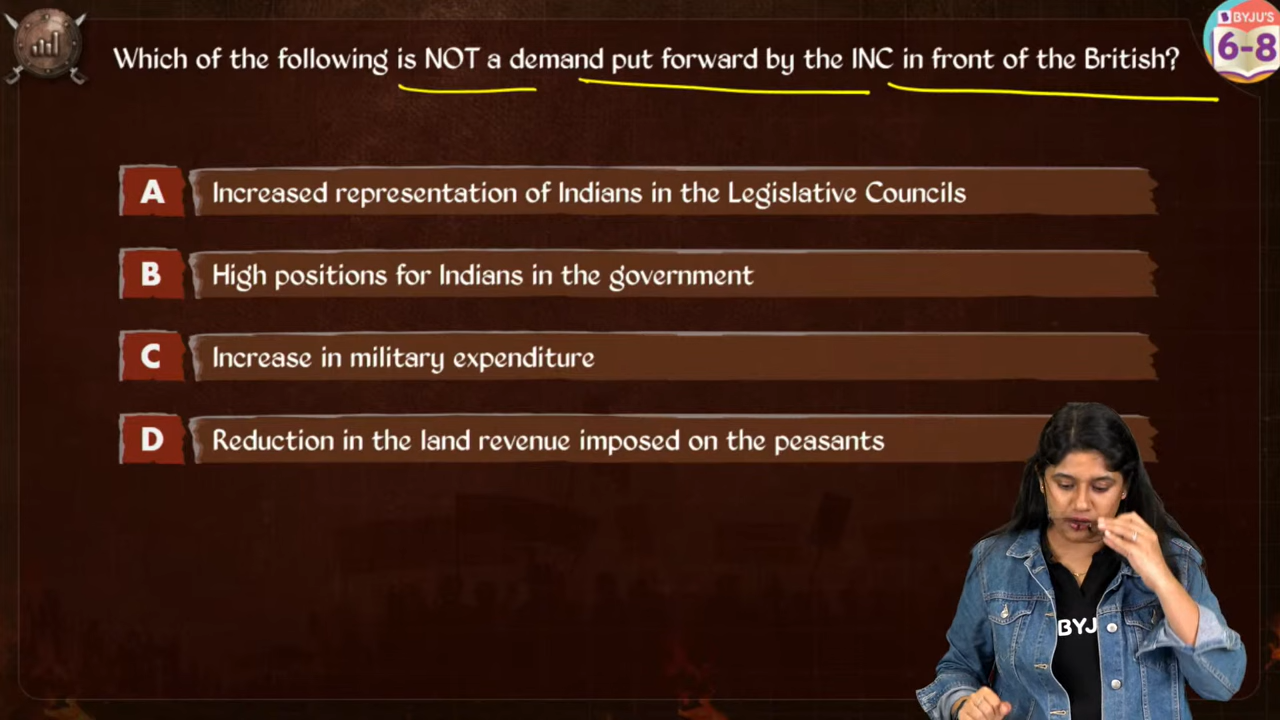 Which of the following is NOT a demand put forward by the INC in front of the British?
BYJU'S
6-8
A
Increased representation of Indians in the Legislative Councils
B
High positions for Indians in the government
C
Increase in military expenditure
D
Reduction in the land revenue imposed on the peasants
BYJ